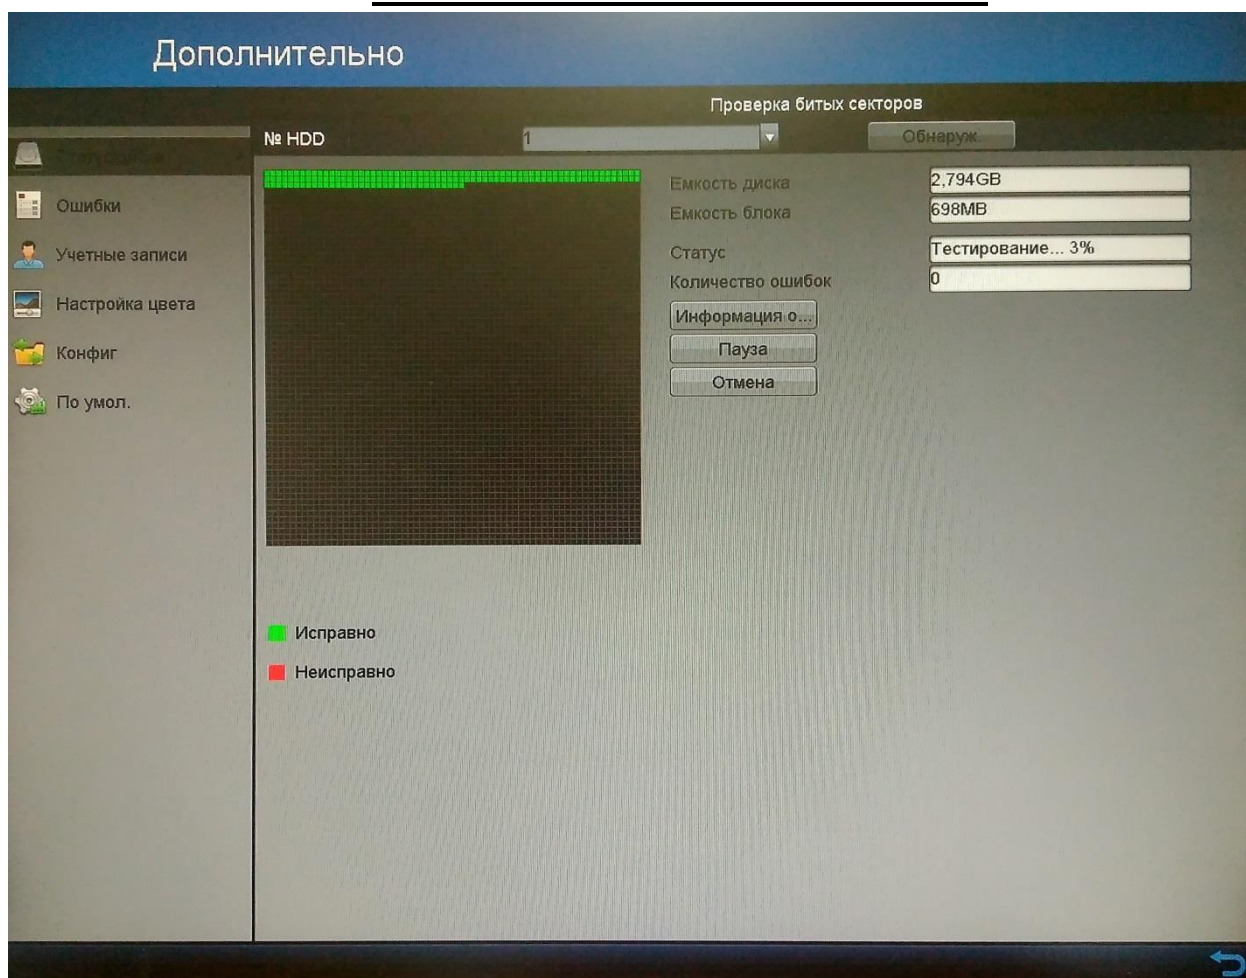 Дополнительно
Проверка битых секторов
№ HDD
1
Обнаруж.
Ошибки
Учетные записи
Настройка цвета
Конфиг
По умол.
Емкость диска
2,794GB
Емкость блока
698MB
Статус
Тестирование... 3%
Количество ошибок
0
Информация о...
Пауза
Отмена
Исправно
Неисправно